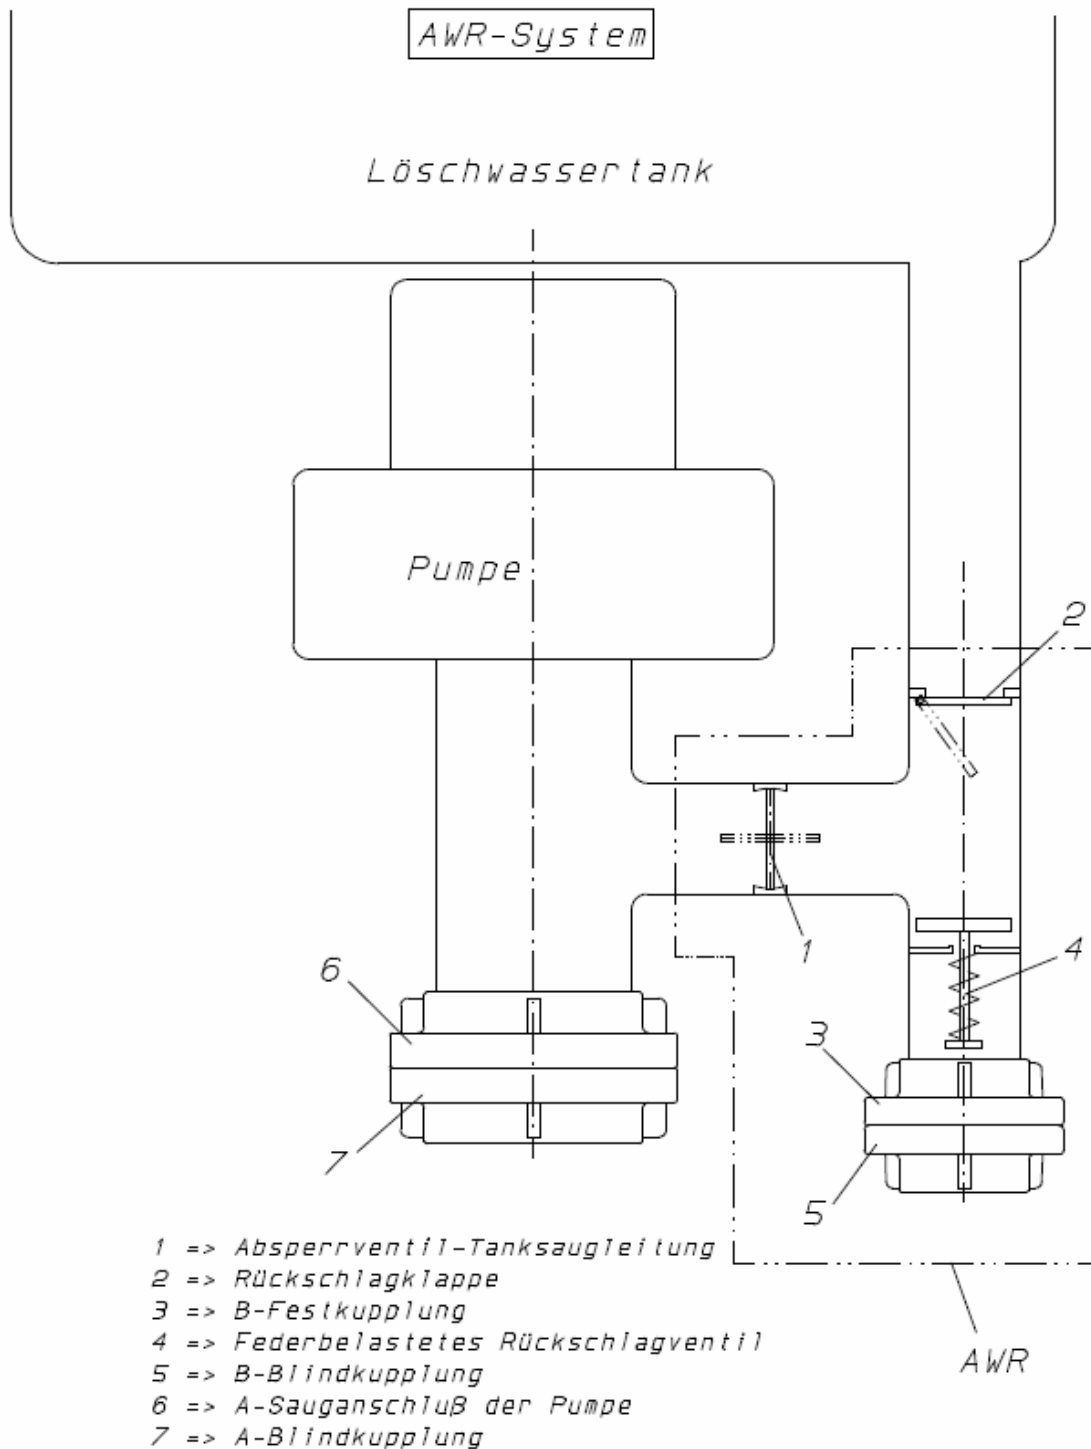 AWR-System
Löschwassertank
Pumpe
2
1
4
6
3
7
5
AWR
1 => Absperrventil-Tanksaugleitung
2 => Rückschlagklappe
3 => B-Festkupplung
4 => Federbelastetes Rückschlagventil
5 => B-Blindkupplung
6 => A-Sauganschluß der Pumpe
7 => A-Blindkupplung